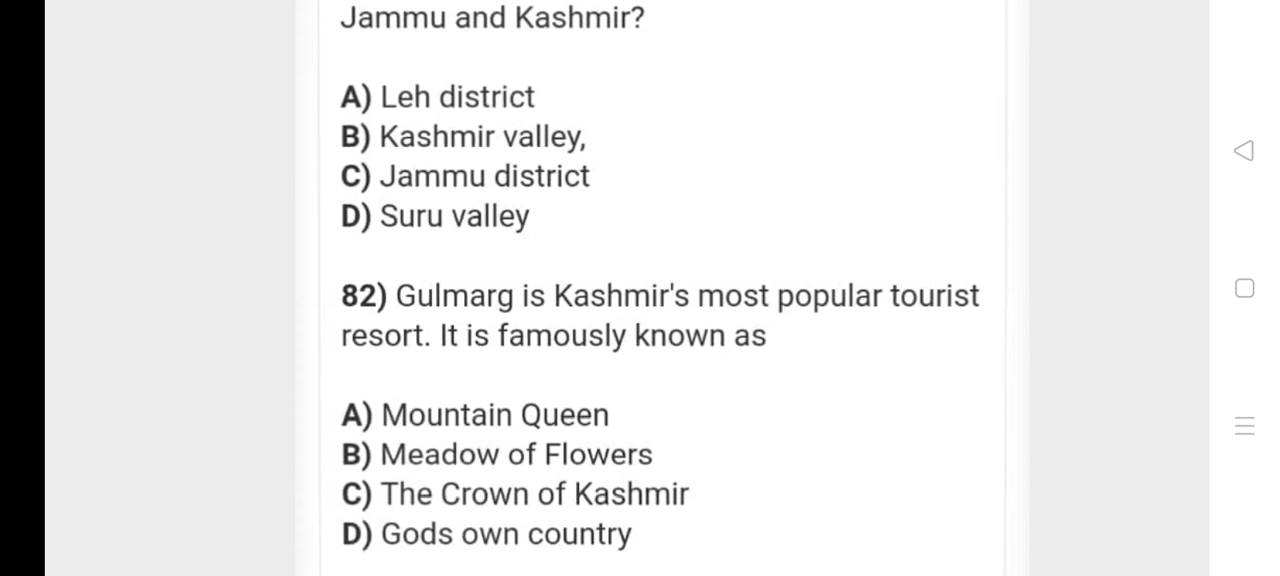 Jammu and Kashmir?
A) Leh district
B) Kashmir valley,
C) Jammu district
D) Suru valley
82) Gulmarg is Kashmir's most popular tourist
resort. It is famously known as
A) Mountain Queen
B) Meadow of Flowers
C) The Crown of Kashmir
D) Gods own country